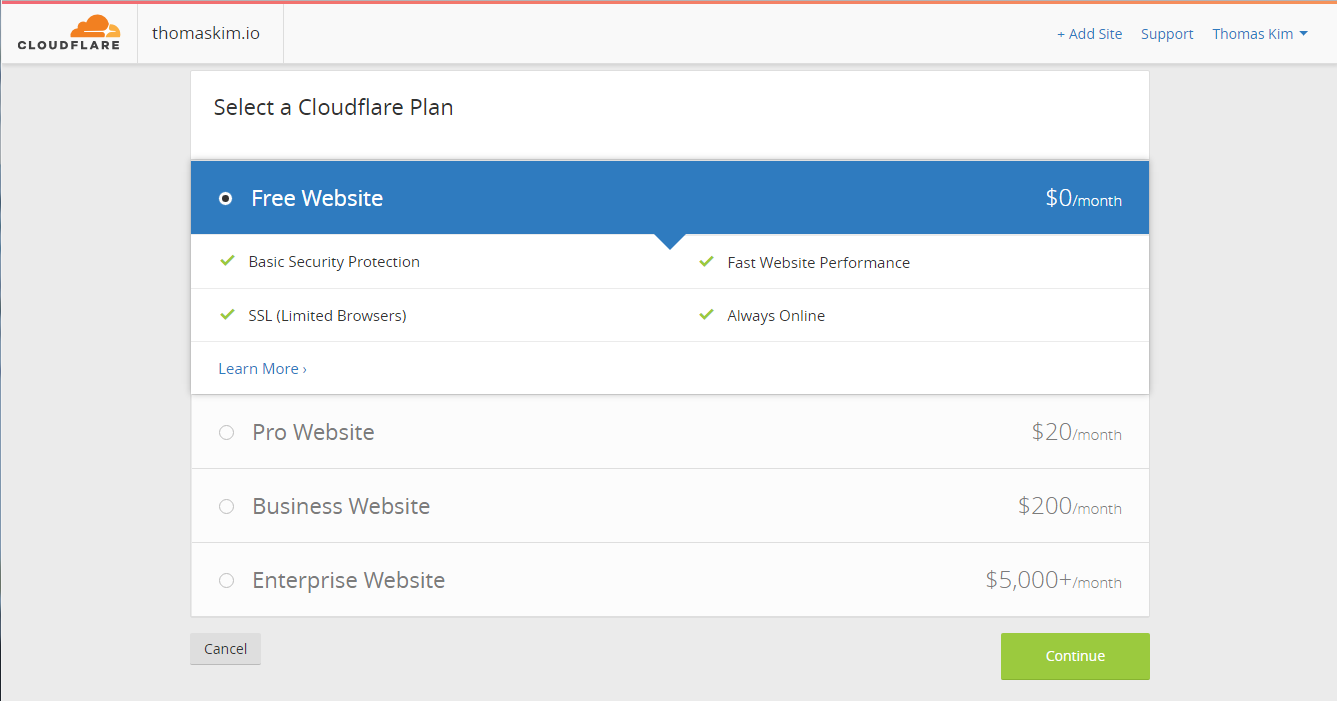 CLOUDFLARE
thomaskim.io
+ Add Site Support Thomas Kim
Select a Cloudflare Plan
Free Website $0/month
Basic Security Protection Fast Website Performance
SSL (Limited Browsers) Always Online
Learn More ›
Pro Website $20/month
Business Website $200/month
Enterprise Website $5,000+/month
Cancel Continue